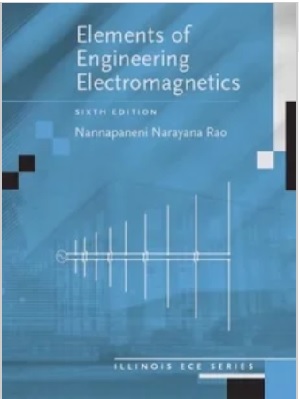 Elements of
Engineering
Electromagnetics
SIXTH EDITION
Nannapaneni Narayana Rao
ILLINOIS ECE SERIES